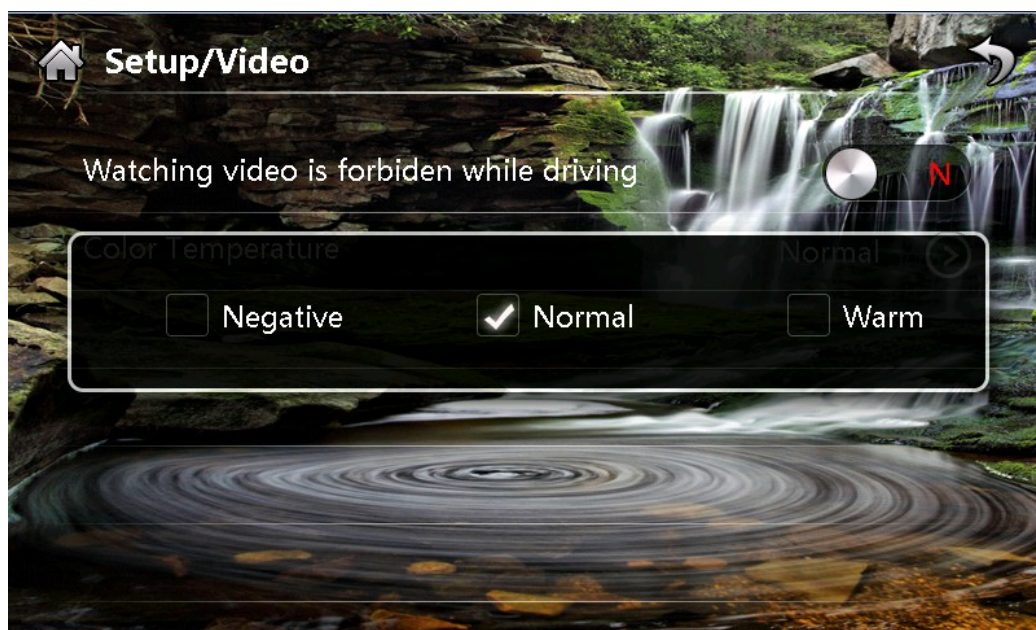 Setup/Video
Watching video is forbiden while driving N
Color Temperature Normal
Negative Normal Warm